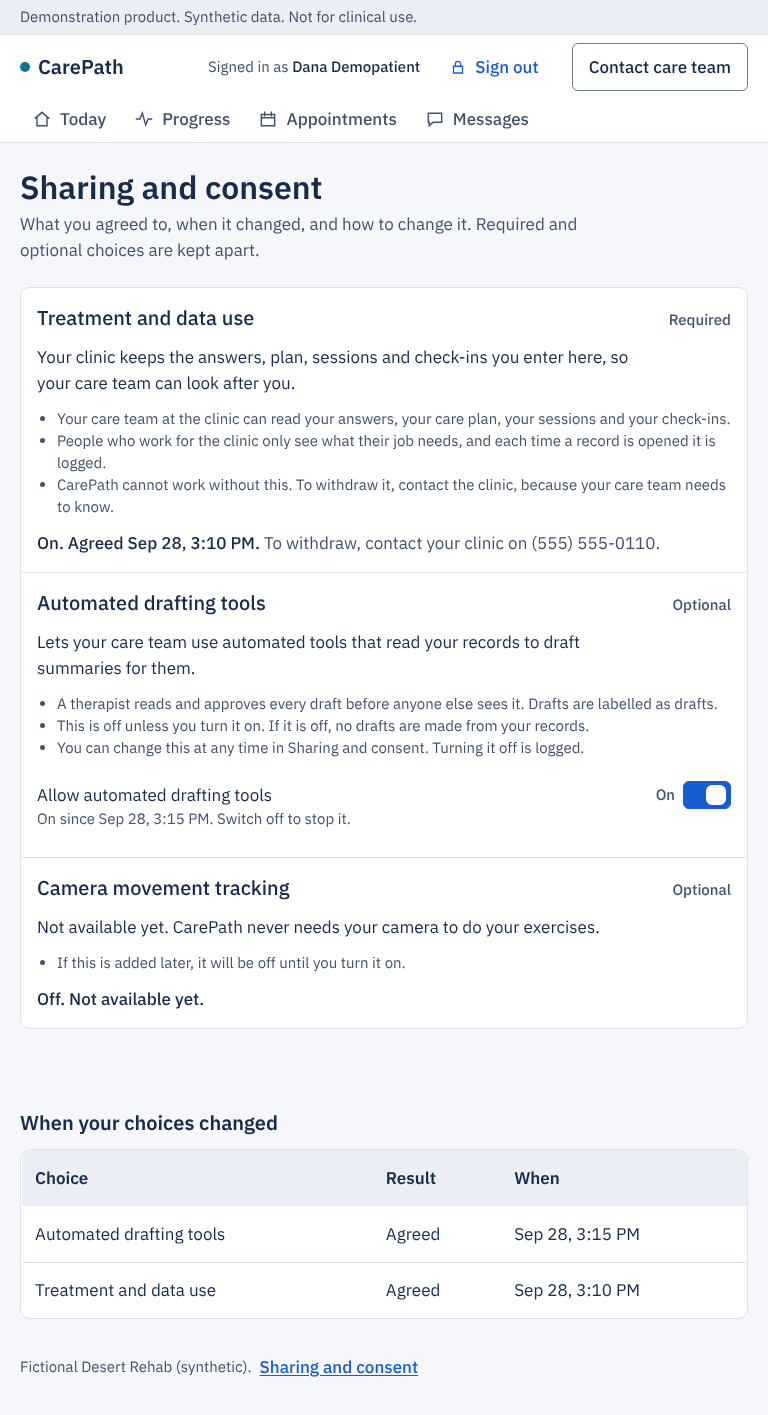 Demonstration product. Synthetic data. Not for clinical use.
CarePath
Signed in as Dana Demopatient
Sign out
Contact care team
Today
Progress
Appointments
Messages
Sharing and consent
What you agreed to, when it changed, and how to change it. Required and
optional choices are kept apart.
Treatment and data use
Required
Your clinic keeps the answers, plan, sessions and check-ins you enter here, so
your care team can look after you.
• Your care team at the clinic can read your answers, your care plan, your sessions and your check-ins.
• People who work for the clinic only see what their job needs, and each time a record is opened it is
logged.
• CarePath cannot work without this. To withdraw it, contact the clinic, because your care team needs
to know.
On. Agreed Sep 28, 3:10 PM. To withdraw, contact your clinic on (555) 555-0110.
Automated drafting tools
Optional
Lets your care team use automated tools that read your records to draft
summaries for them.
• A therapist reads and approves every draft before anyone else sees it. Drafts are labelled as drafts.
• This is off unless you turn it on. If it is off, no drafts are made from your records.
• You can change this at any time in Sharing and consent. Turning it off is logged.
Allow automated drafting tools
On
On since Sep 28, 3:15 PM. Switch off to stop it.
Camera movement tracking
Optional
Not available yet. CarePath never needs your camera to do your exercises.
• If this is added later, it will be off until you turn it on.
Off. Not available yet.
When your choices changed
Choice Result When
Automated drafting tools Agreed Sep 28, 3:15 PM
Treatment and data use Agreed Sep 28, 3:10 PM
Fictional Desert Rehab (synthetic). Sharing and consent